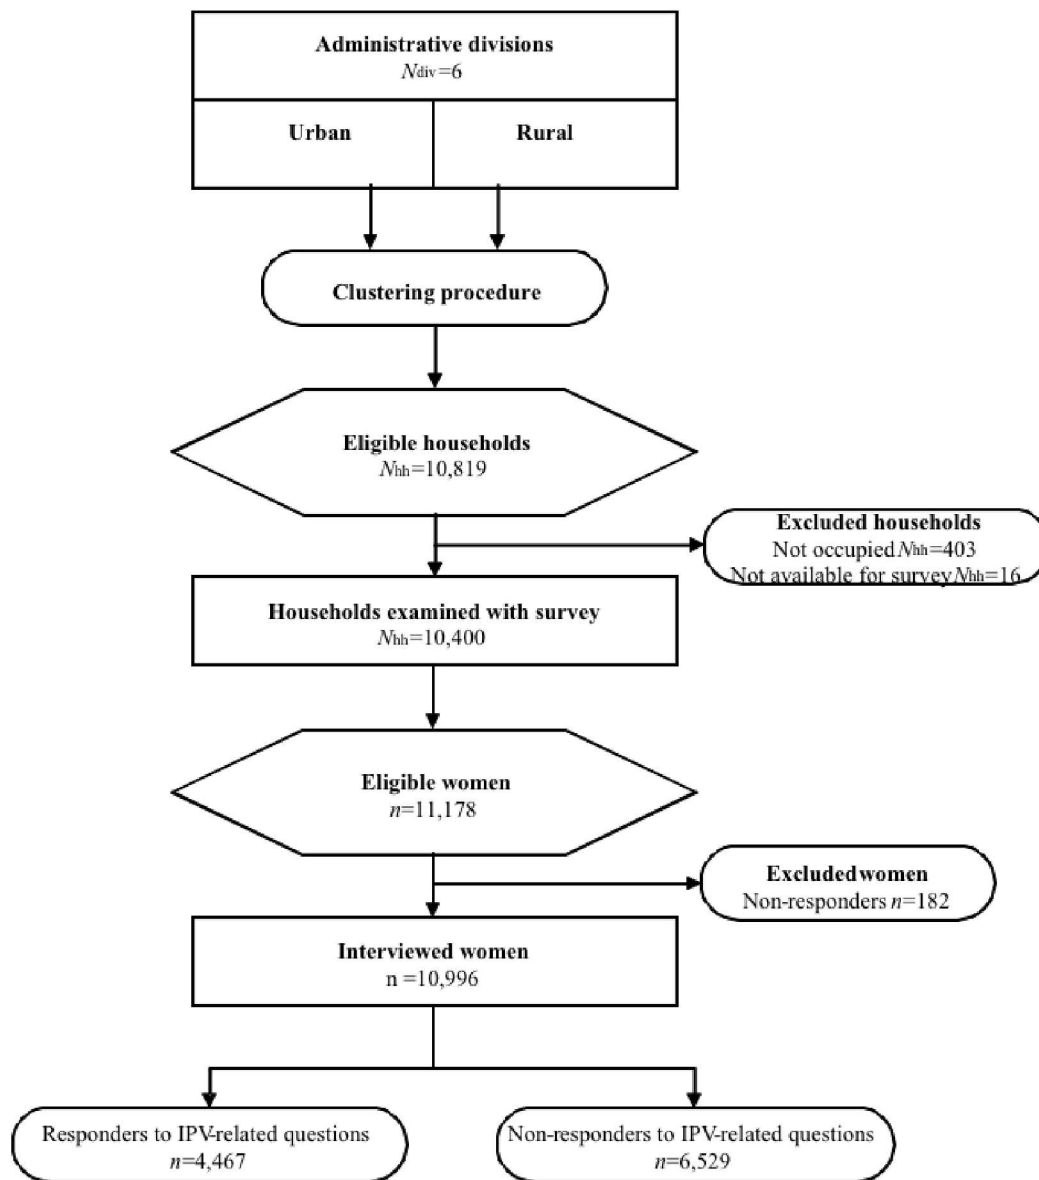 Administrative divisions
Ndiv=6
Urban
Rural
Clustering procedure
Eligible households
Nhh=10,819
Excluded households
Not occupied Nhh=403
Not available for survey Nhh=16
Households examined with survey
Nhh=10,400
Eligible women
n=11,178
Excluded women
Non-responders n=182
Interviewed women
n =10,996
Responders to IPV-related questions
n=4,467
Non-responders to IPV-related questions
n=6,529